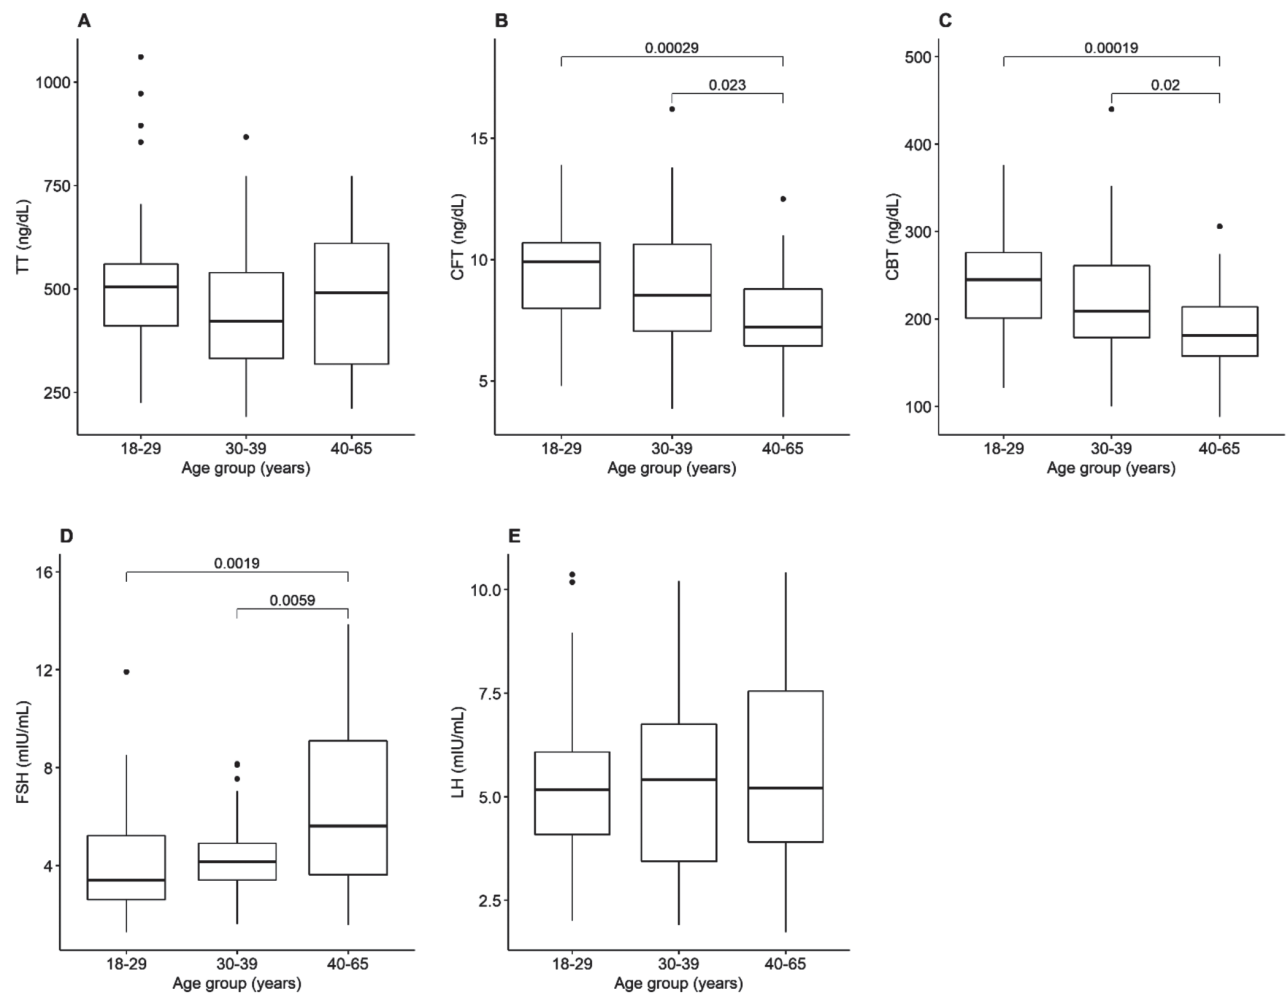 A
TT (ng/dL)
1000
750
500
250
18-29 30-39 40-65
Age group (years)
B
CFT (ng/dL)
15
10
5
0.00029
0.023
18-29 30-39 40-65
Age group (years)
C
CBT (ng/dL)
500
400
300
200
100
0.00019
0.02
18-29 30-39 40-65
Age group (years)
D
FSH (mIU/mL)
16
12
8
4
0.0019
0.0059
18-29 30-39 40-65
Age group (years)
E
LH (mIU/mL)
10.0
7.5
5.0
2.5
18-29 30-39 40-65
Age group (years)